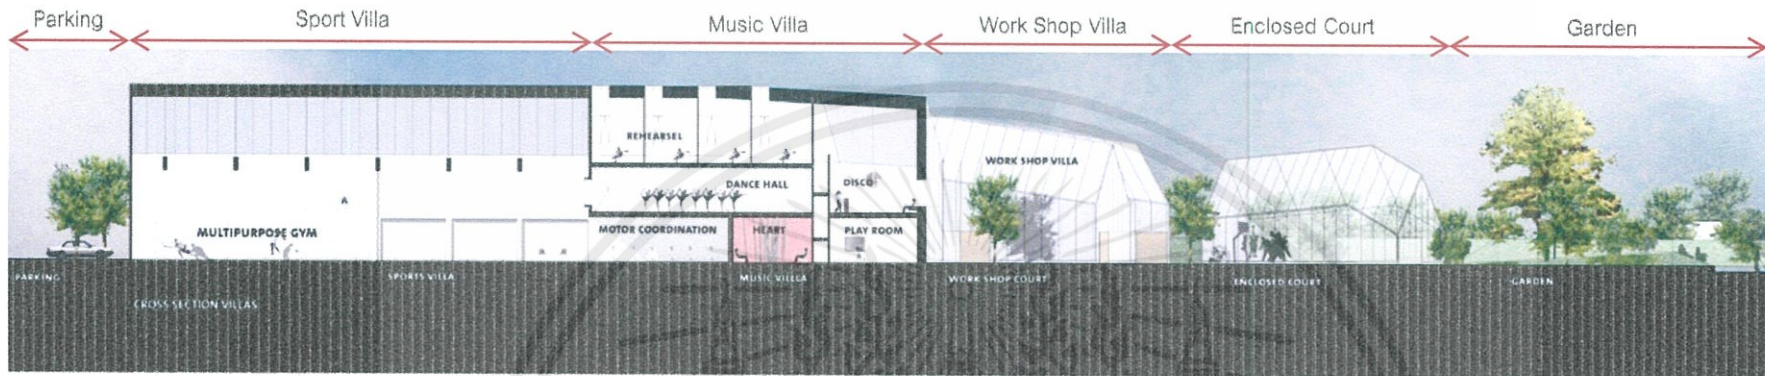 Parking Sport Villa Music Villa Work Shop Villa Enclosed Court Garden
REHEARSEL
WORK SHOP VILLA
DANCE HALL DISCO
MULTIPURPOSE GYM MOTOR COORDINATION HEART PLAY ROOM
PARKING SPORTS VILLA MUSIC VILLLA WORK SHOP COURT ENCLOSED COURT GARDEN
CROSS SECTION VILLAS